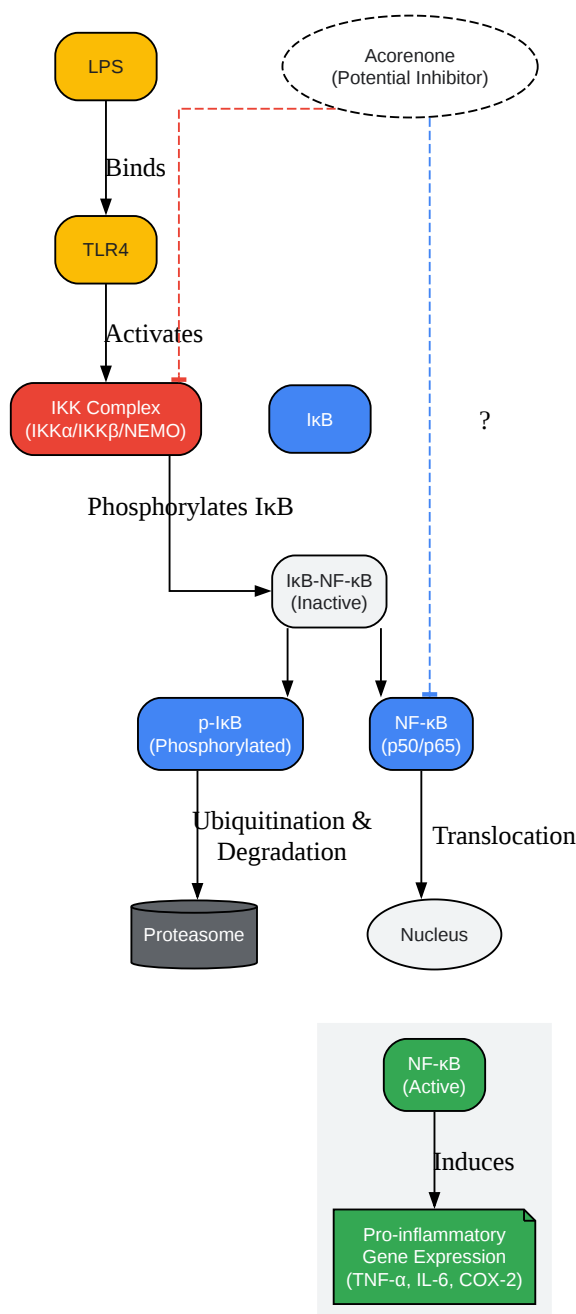 LPS
Acorenone
(Potential Inhibitor)
Binds
TLR4
Activates
IKK Complex
(IKKα/IKKβ/NEMO)
IκB
?
Phosphorylates IκB
IκB-NF-κB
(Inactive)
p-IκB
(Phosphorylated)
NF-κB
(p50/p65)
Ubiquitination &
Degradation
Translocation
Proteasome
Nucleus
NF-κB
(Active)
Induces
Pro-inflammatory
Gene Expression
(TNF-α, IL-6, COX-2)